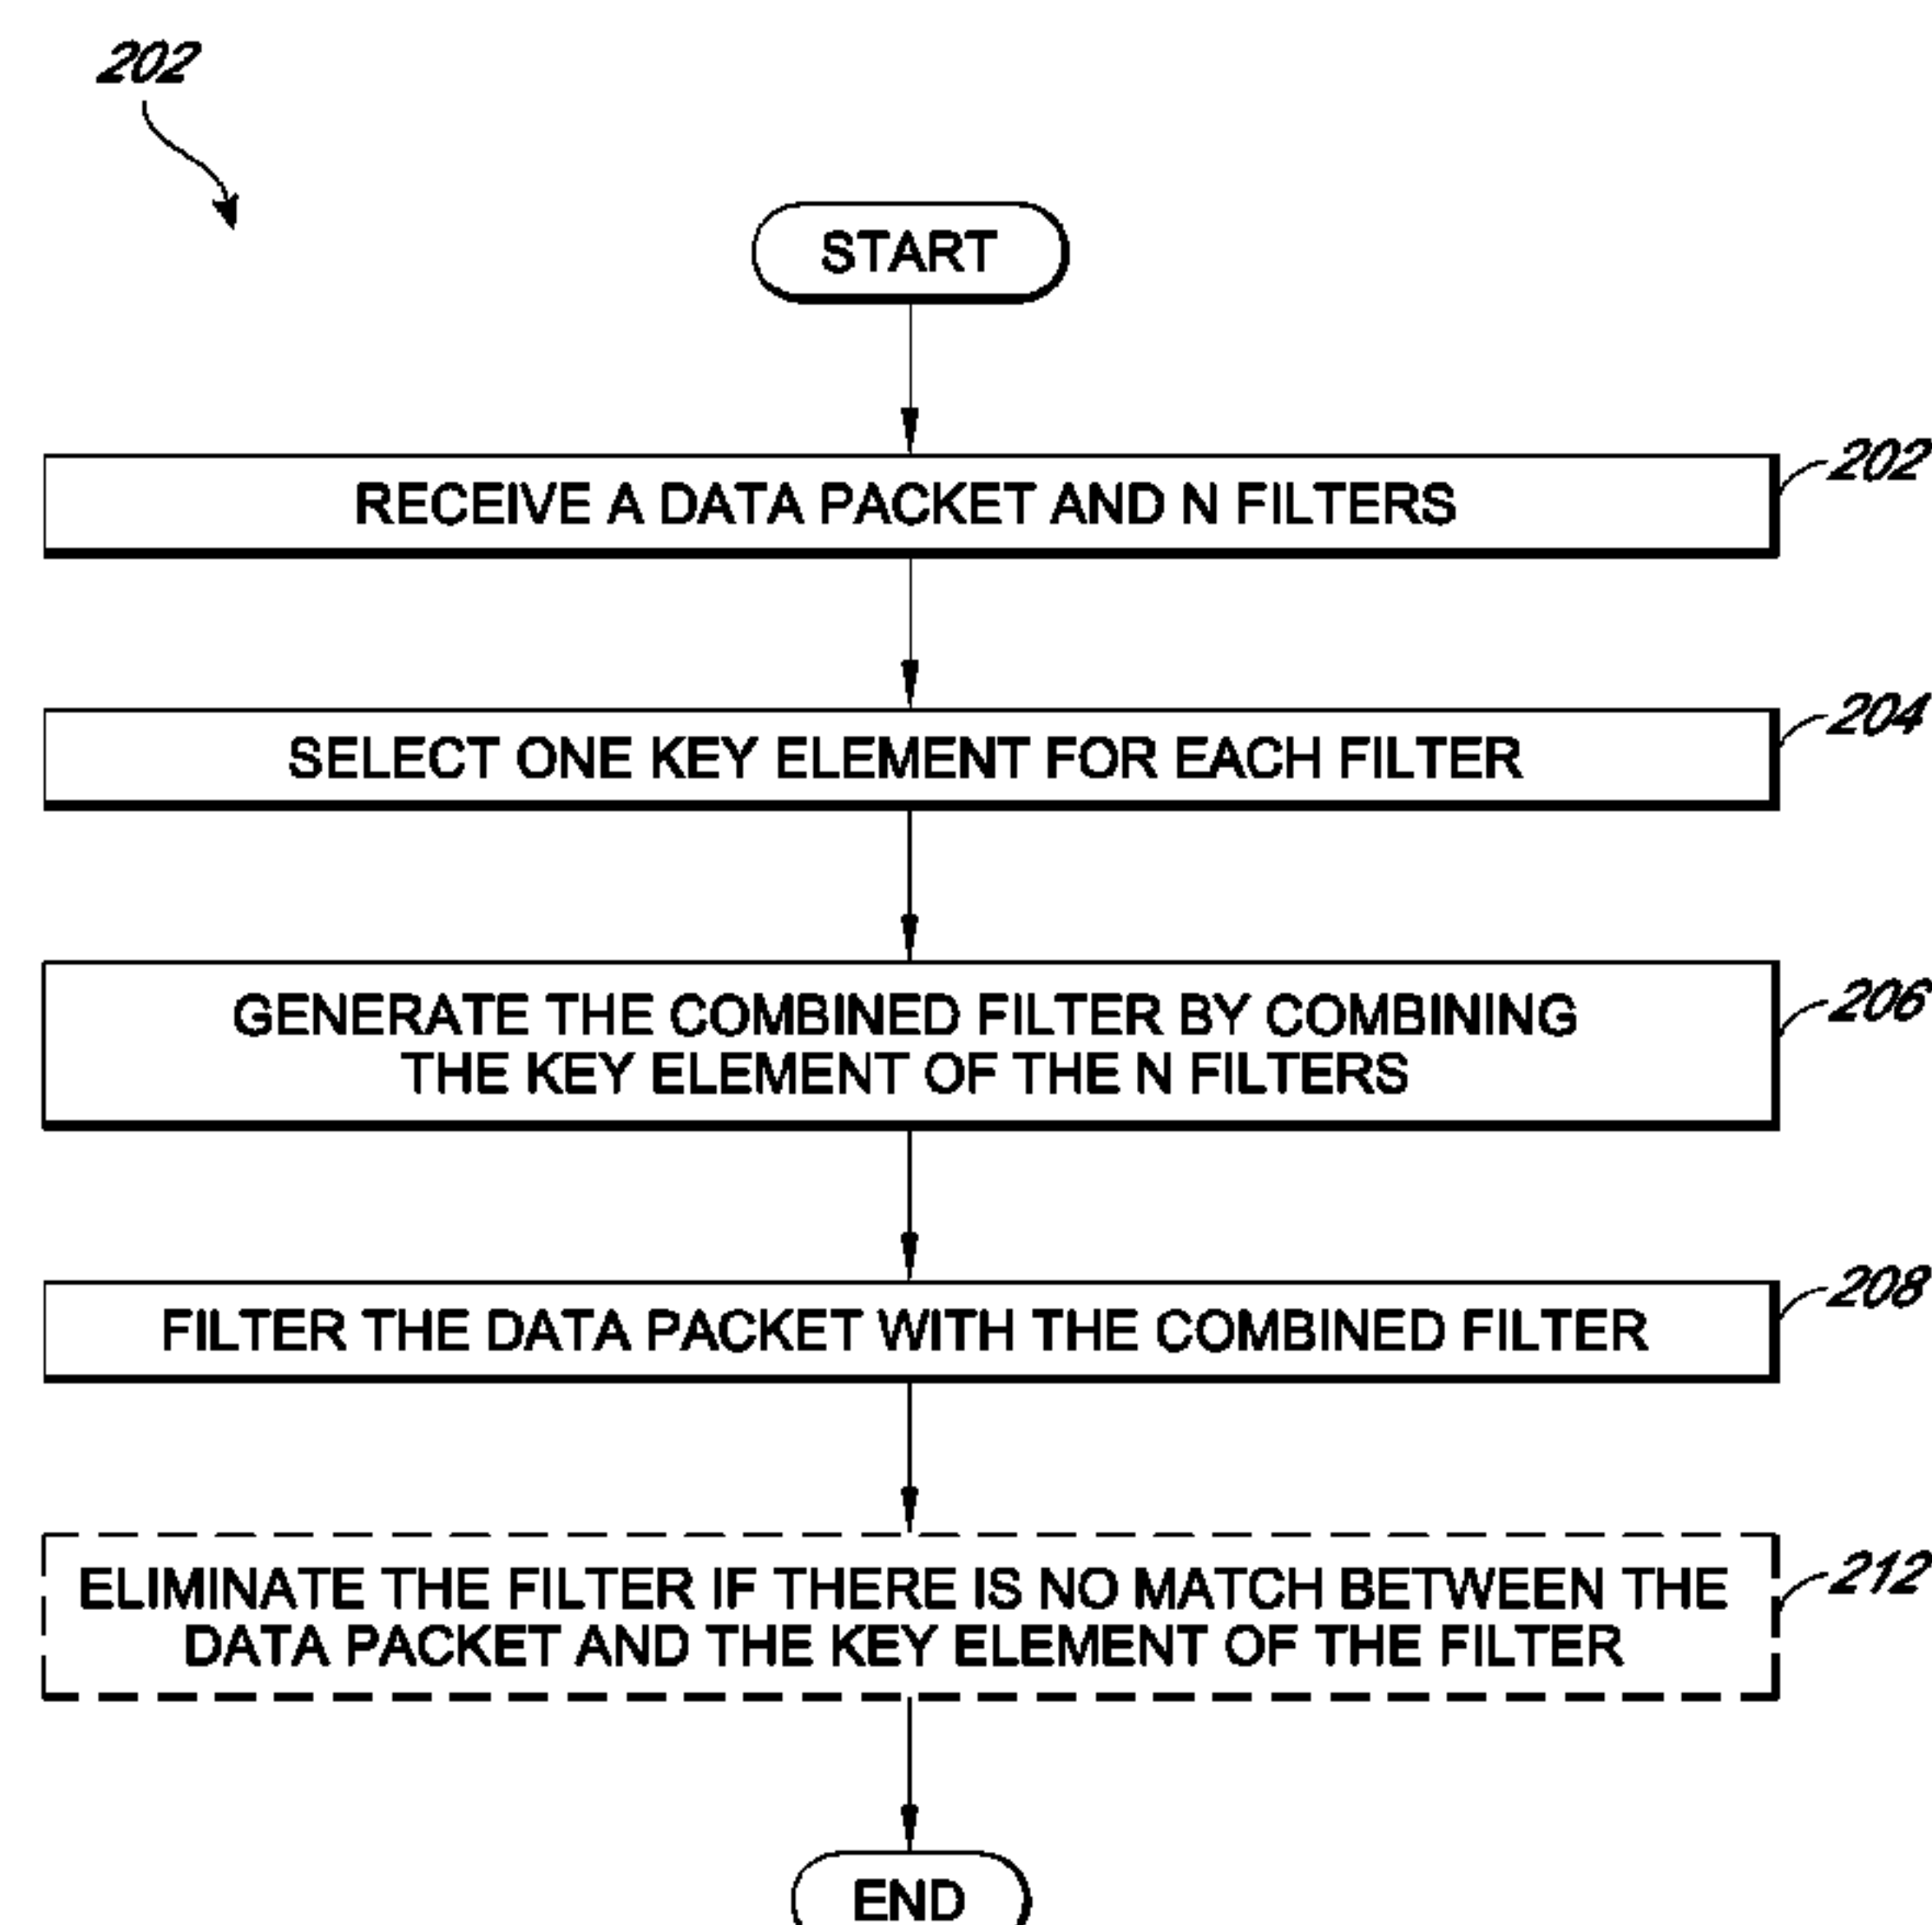 202
START
RECEIVE A DATA PACKET AND N FILTERS
202
SELECT ONE KEY ELEMENT FOR EACH FILTER
204
GENERATE THE COMBINED FILTER BY COMBINING
THE KEY ELEMENT OF THE N FILTERS
206
FILTER THE DATA PACKET WITH THE COMBINED FILTER
208
ELIMINATE THE FILTER IF THERE IS NO MATCH BETWEEN THE
DATA PACKET AND THE KEY ELEMENT OF THE FILTER
212
END